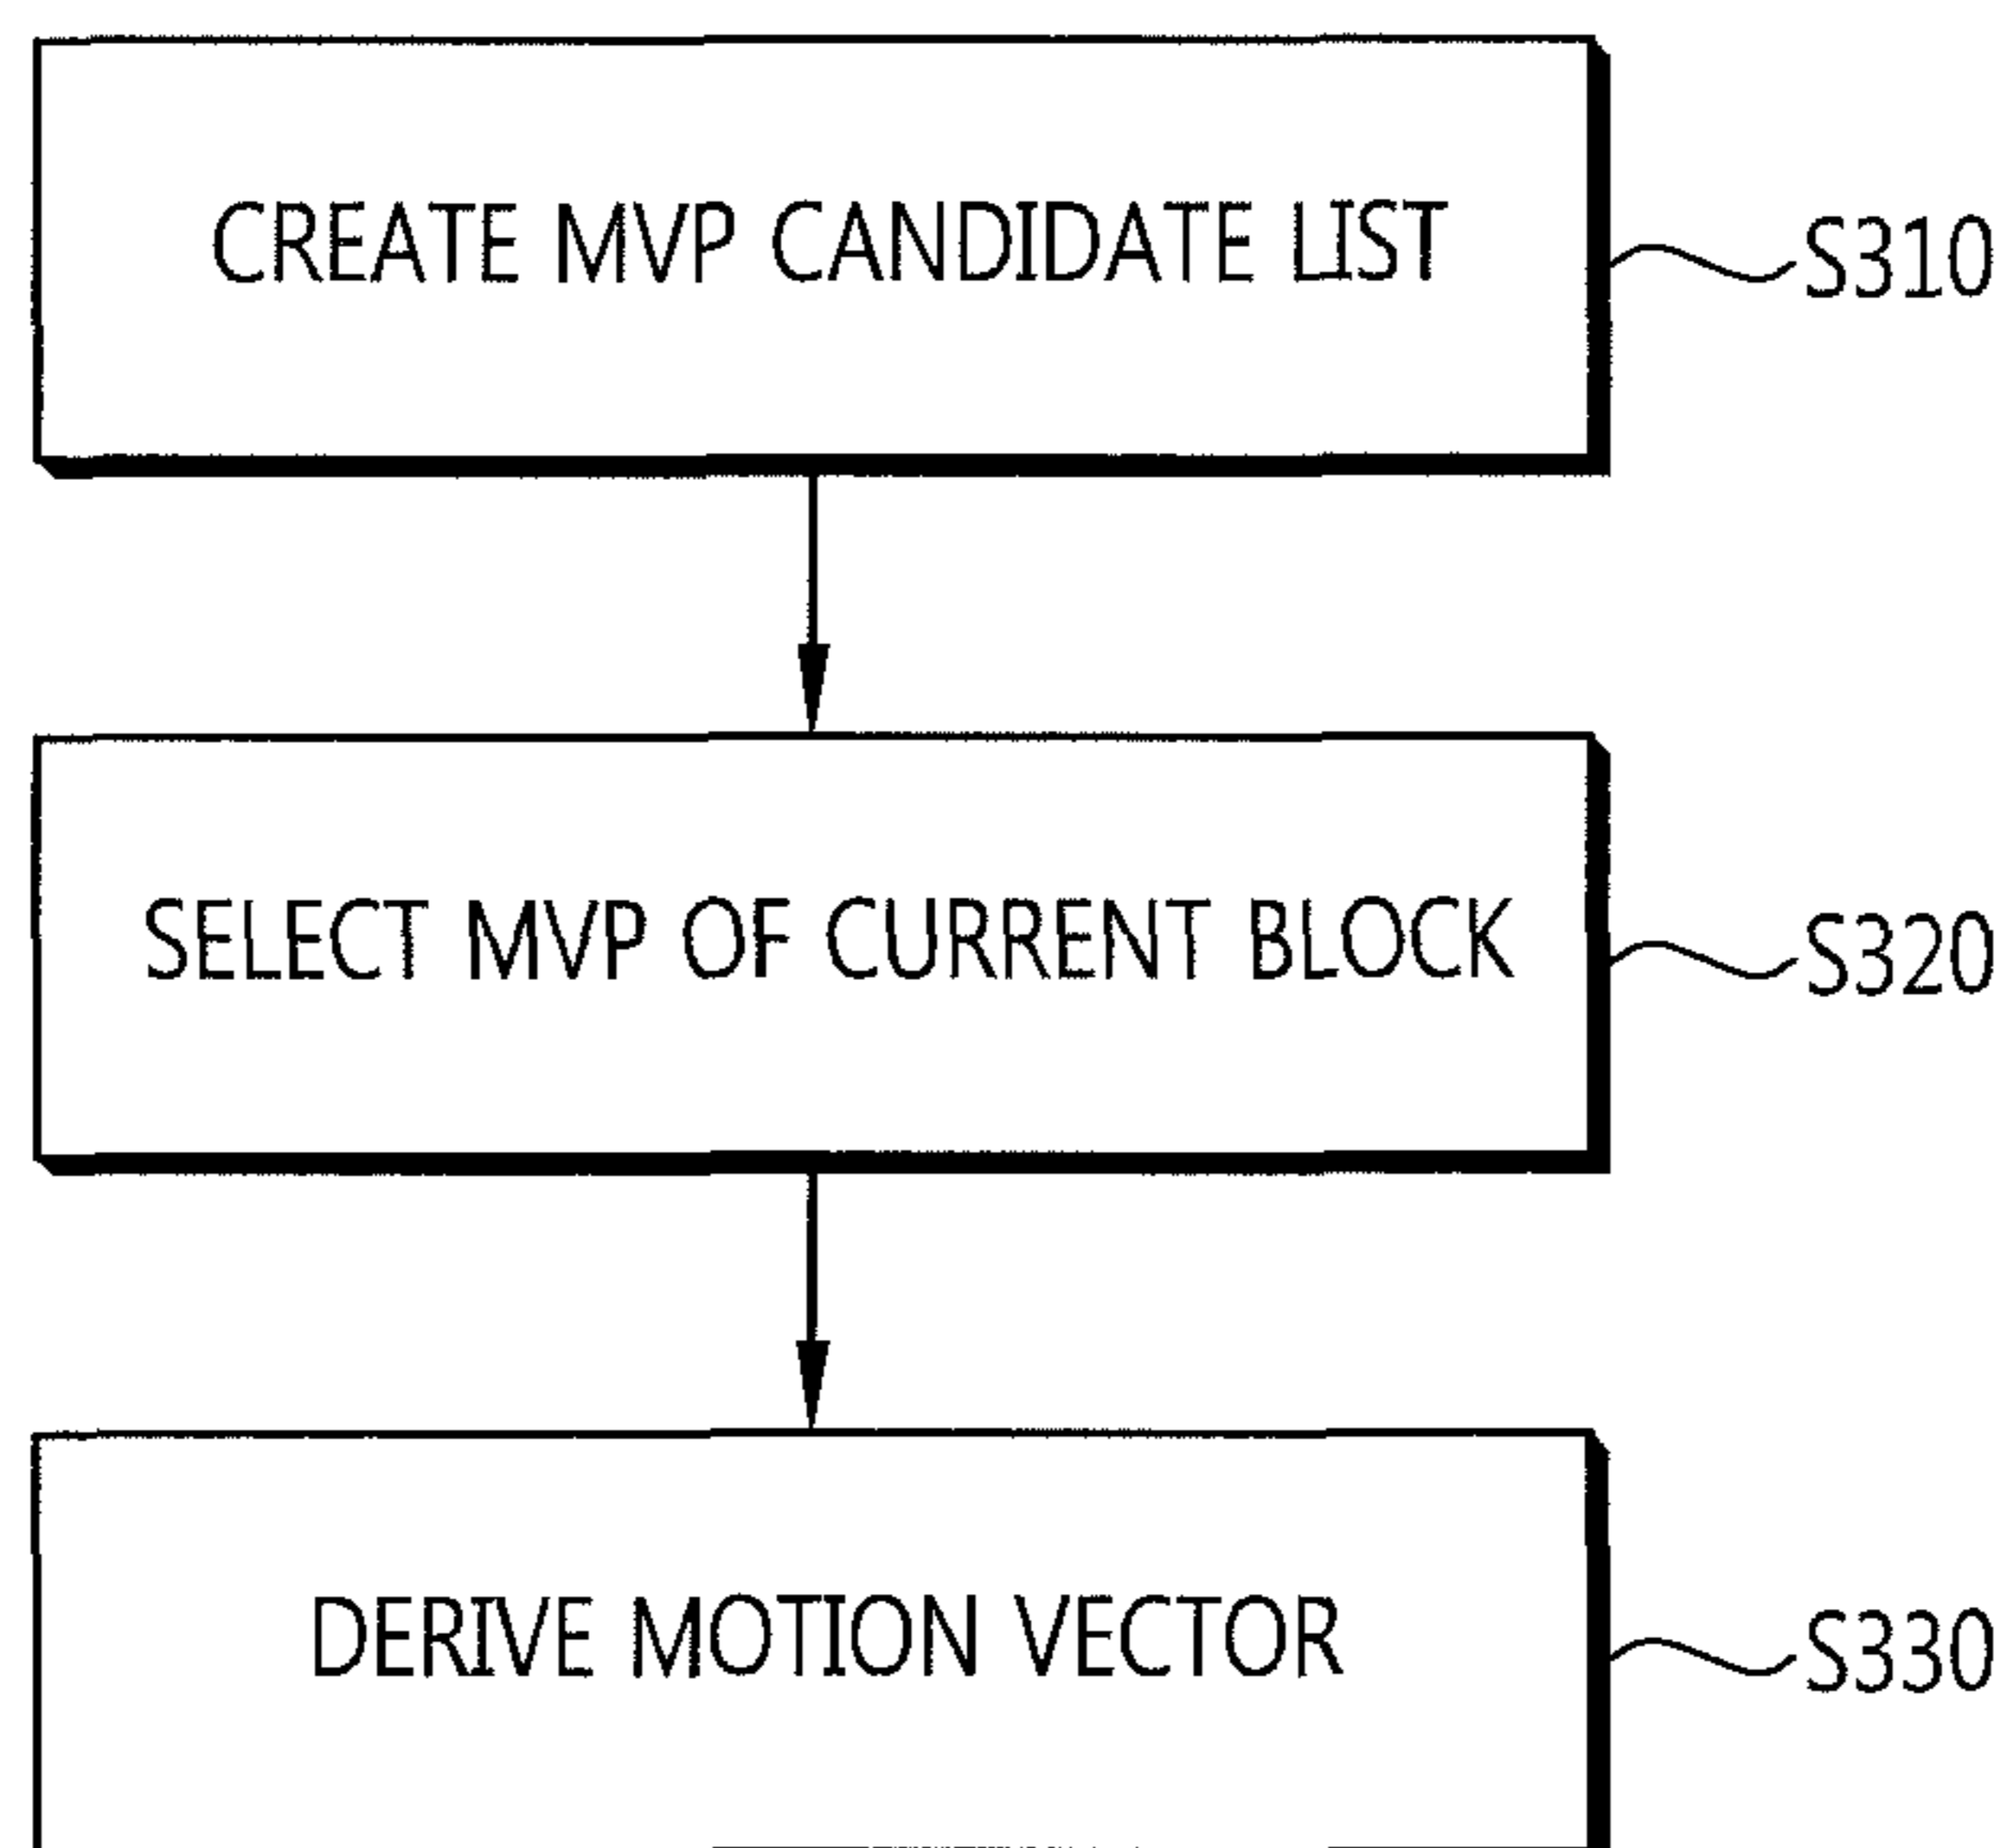 CREATE MVP CANDIDATE LIST
S310
SELECT MVP OF CURRENT BLOCK
S320
DERIVE MOTION VECTOR
S330